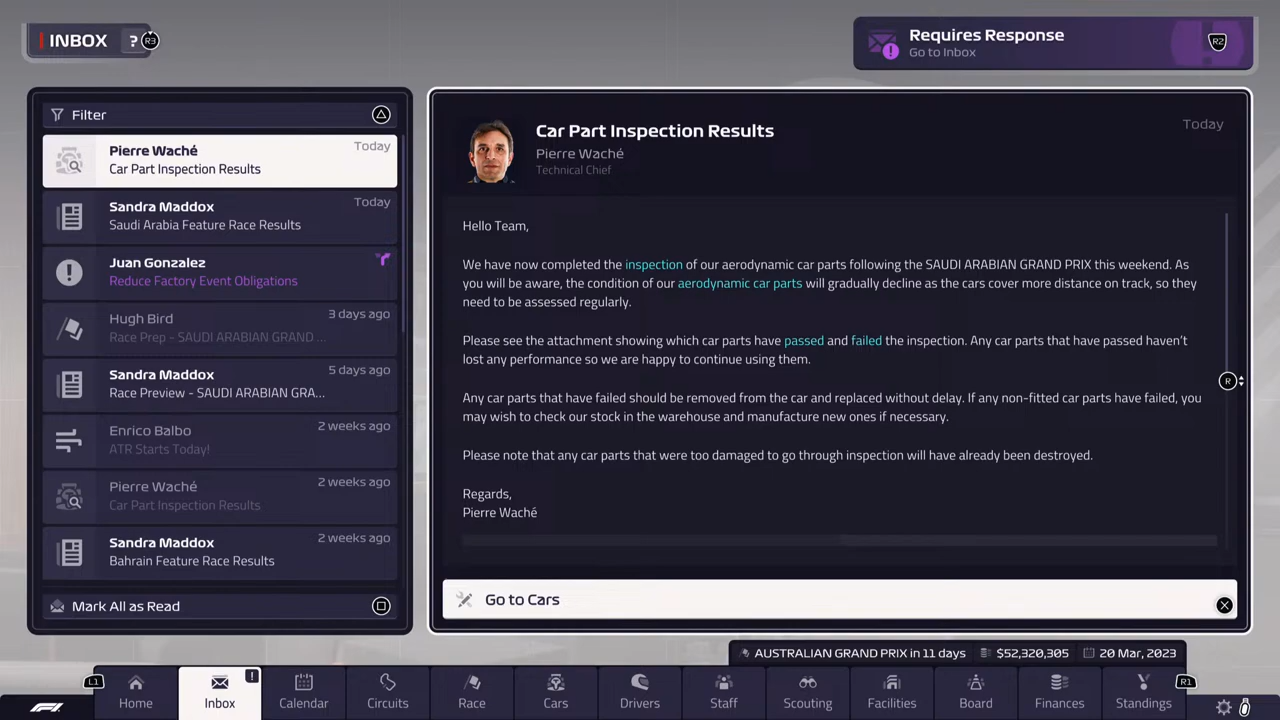 INBOX
?
R3
Requires Response
Go to Inbox
R2
Filter
Pierre Waché
Today
Car Part Inspection Results
Sandra Maddox
Today
Saudi Arabia Feature Race Results
Juan Gonzalez
Reduce Factory Event Obligations
Hugh Bird
3 days ago
Race Prep - SAUDI ARABIAN GRAND ...
Sandra Maddox
5 days ago
Race Preview - SAUDI ARABIAN GRA...
Enrico Balbo
2 weeks ago
ATR Starts Today!
Pierre Waché
2 weeks ago
Car Part Inspection Results
Sandra Maddox
2 weeks ago
Bahrain Feature Race Results
Mark All as Read
Car Part Inspection Results
Today
Pierre Waché
Technical Chief
Hello Team,
We have now completed the inspection of our aerodynamic car parts following the SAUDI ARABIAN GRAND PRIX this weekend. As
you will be aware, the condition of our aerodynamic car parts will gradually decline as the cars cover more distance on track, so they
need to be assessed regularly.
Please see the attachment showing which car parts have passed and failed the inspection. Any car parts that have passed haven't
lost any performance so we are happy to continue using them.
Any car parts that have failed should be removed from the car and replaced without delay. If any non-fitted car parts have failed, you
may wish to check our stock in the warehouse and manufacture new ones if necessary.
Please note that any car parts that were too damaged to go through inspection will have already been destroyed.
Regards,
Pierre Waché
R
Go to Cars
AUSTRALIAN GRAND PRIX in 11 days
$52,320,305
20 Mar, 2023
L1
Home
Inbox
!
Calendar
Circuits
Race
Cars
Drivers
Staff
Scouting
Facilities
Board
Finances
Standings
R1
F1